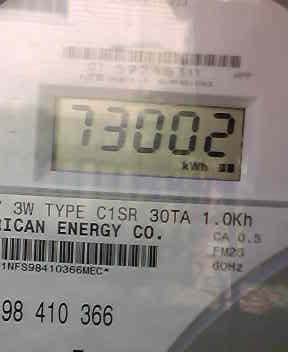 73002
kWh
3W TYPE C1SR 30TA 1.0Kh
RICAN ENERGY CO.
CA 0.5
FM2S
60Hz
1NFS98410366MEC*
98 410 366